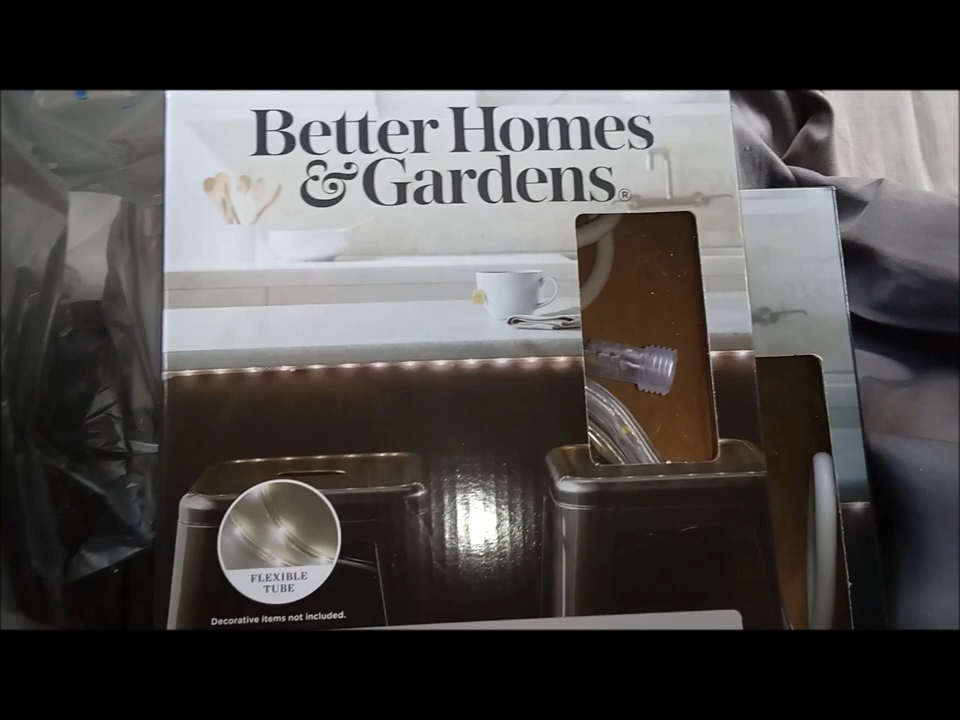 Better Homes
& Gardens®
FLEXIBLE
TUBE
Decorative items not included.